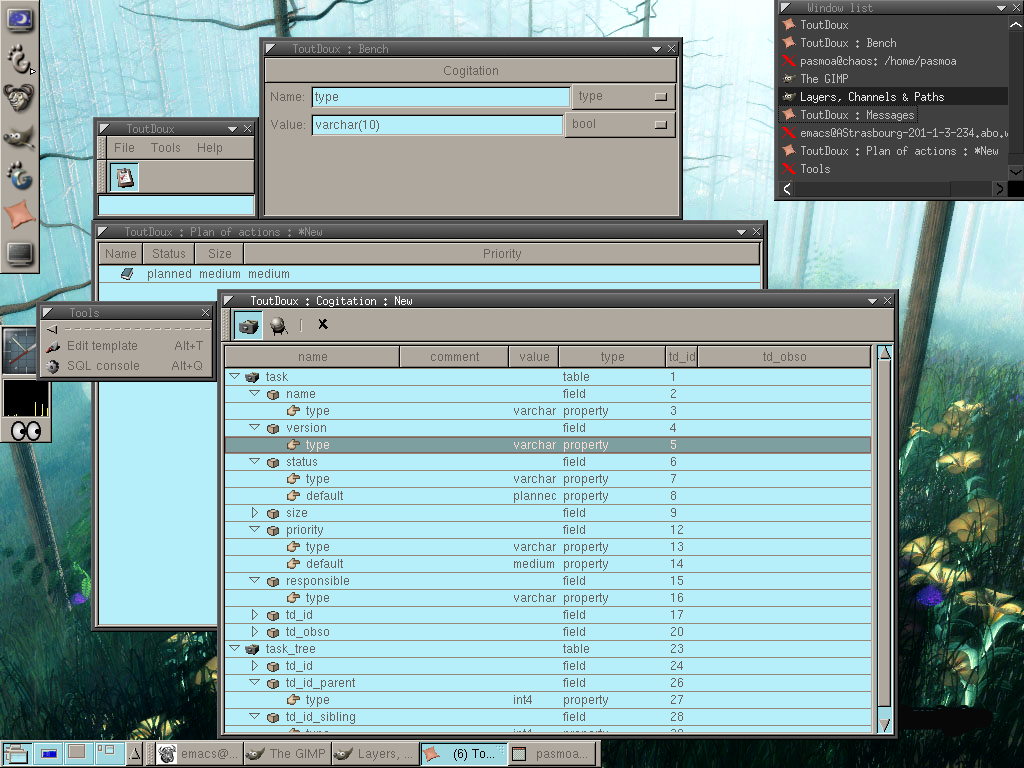 Window list
ToutDoux
ToutDoux : Bench
pasmoa@chaos: /home/pasmoa
The GIMP
Layers, Channels & Paths
ToutDoux : Messages
emacs@AStrasbourg-201-1-3-234.abo.w
ToutDoux : Plan of actions : *New
Tools
ToutDoux : Bench
Cogitation
Name: type type
Value: varchar(10) bool
ToutDoux
File Tools Help
ToutDoux : Plan of actions : *New
Name Status Size Priority
planned medium medium
Tools
Edit template Alt+T
SQL console Alt+Q
ToutDoux : Cogitation : New
name comment value type td_id td_obso
task table 1
name field 2
type varchar property 3
version field 4
type varchar property 5
status field 6
type varchar property 7
default plannec property 8
size field 9
priority field 12
type varchar property 13
default medium property 14
responsible field 15
type varchar property 16
td_id field 17
td_obso field 20
task_tree table 23
td_id field 24
td_id_parent field 26
type int4 property 27
td_id_sibling field 28
emacs@... The GIMP Layers, ... (6) To... pasmoa...